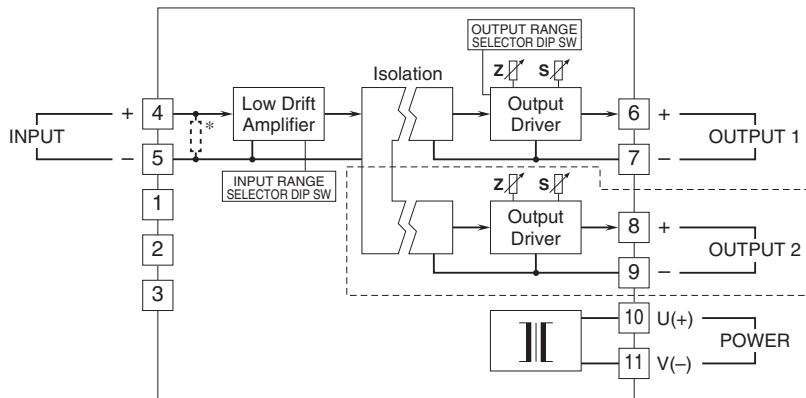 OUTPUT RANGE
SELECTOR DIP SW
Isolation
Z
S
+
4
*
Low Drift
Amplifier
Output
Driver
6
+
INPUT
OUTPUT 1
–
5
7
–
INPUT RANGE
SELECTOR DIP SW
1
Z
S
2
Output
Driver
8
+
OUTPUT 2
3
9
–
10
U(+)
POWER
11
V(–)